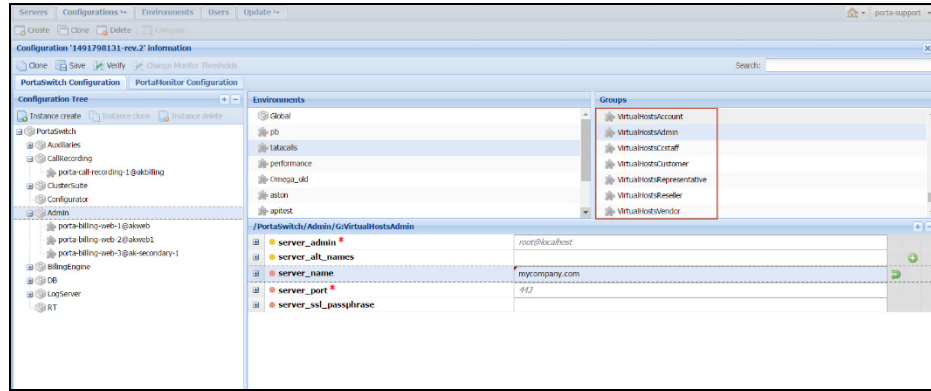 Servers Configurations Environments Users Update porta-support
Create Clone Delete Compare
Configuration '1491798131-rev.2' information
Clone Save Verify Change Monitor Thresholds Search:
PortaSwitch Configuration PortaMonitor Configuration
Configuration Tree
Instance create Instance clone Instance delete
PortaSwitch
Auxiliaries
CallRecording
porta-call-recording-1@akbilling
ClusterSuite
Configurator
Admin
porta-billing-web-1@akweb
porta-billing-web-2@akweb1
porta-billing-web-3@ak-secondary-1
BillingEngine
DB
LogServer
RT
Environments
Global
pb
tatacalls
performance
Omega_old
aston
apitest
Groups
VirtualHostsAccount
VirtualHostsAdmin
VirtualHostsCcstaff
VirtualHostsCustomer
VirtualHostsRepresentative
VirtualHostsReseller
VirtualHostsVendor
/PortaSwitch/Admin/G:VirtualHostsAdmin
server_admin * root@localhost
server_alt_names
server_name mycompany.com
server_port * 443
server_ssl_passphrase